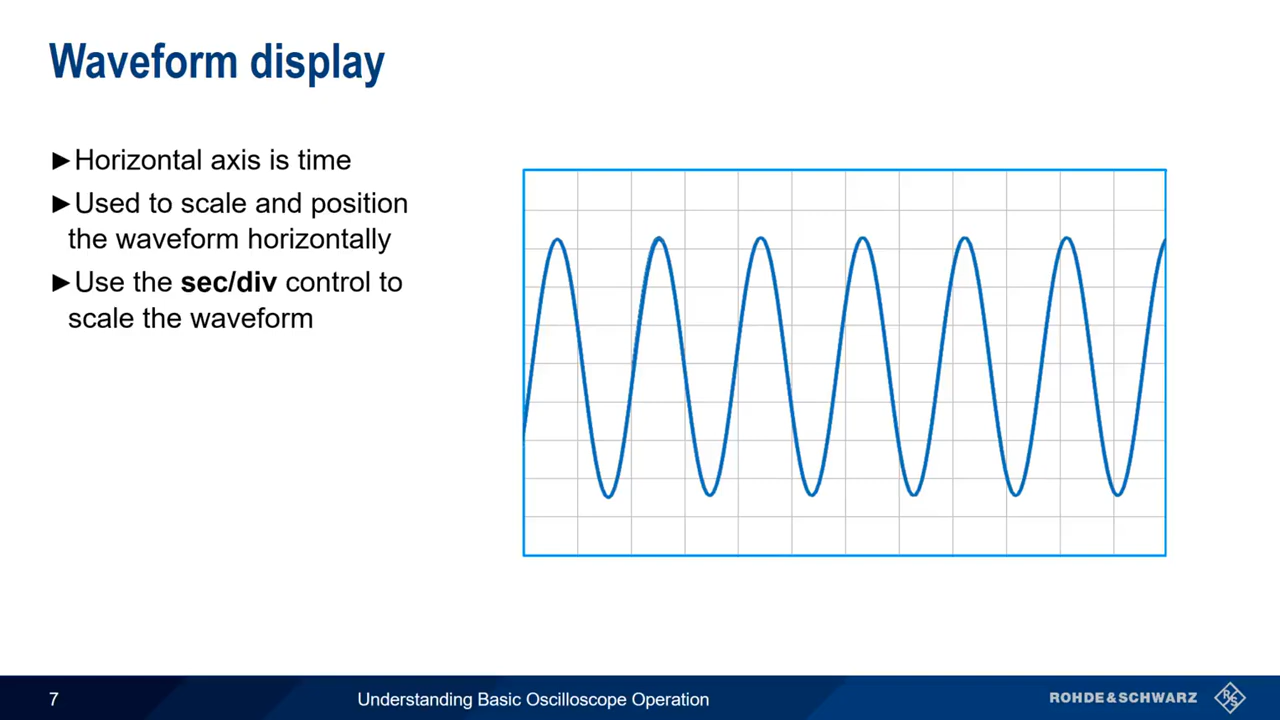 Waveform display
►Horizontal axis is time
►Used to scale and position
the waveform horizontally
►Use the sec/div control to
scale the waveform
7
Understanding Basic Oscilloscope Operation
ROHDE&SCHWARZ
R&S